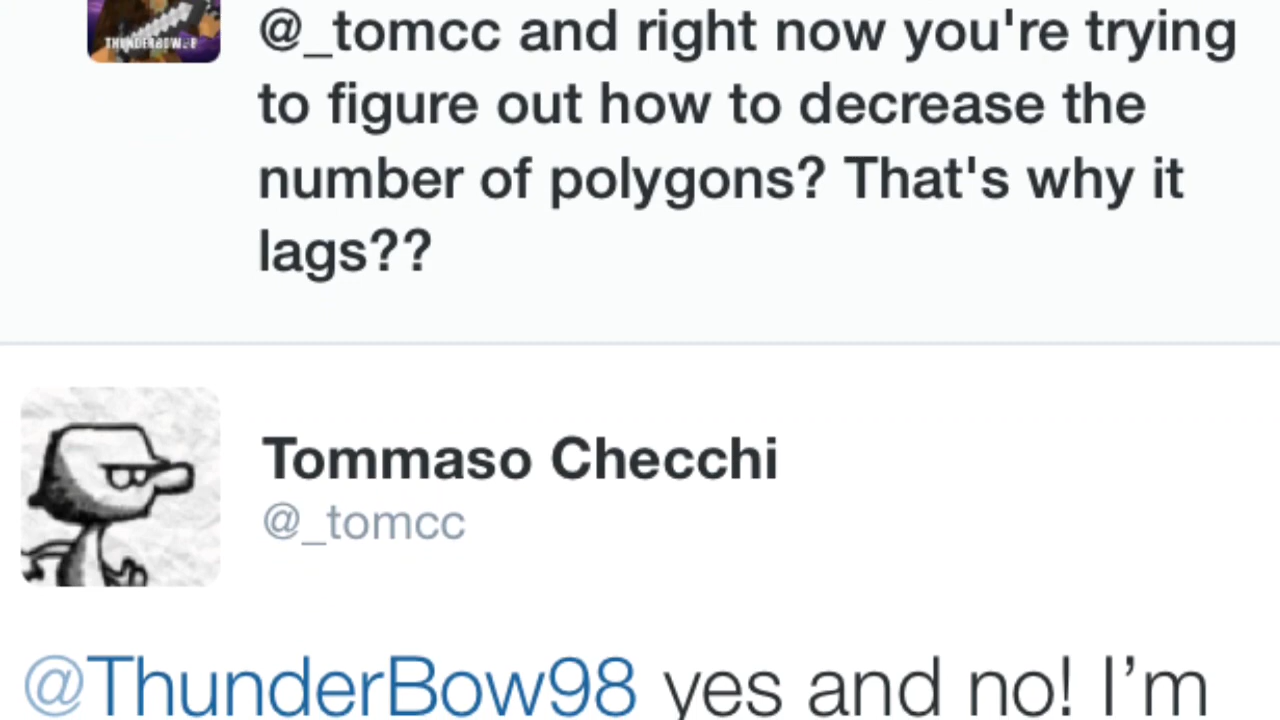 THUNDERBOW98
@_tomcc and right now you're trying
to figure out how to decrease the
number of polygons? That's why it
lags??
Tommaso Checchi
@_tomcc
@ThunderBow98 yes and no! I’m